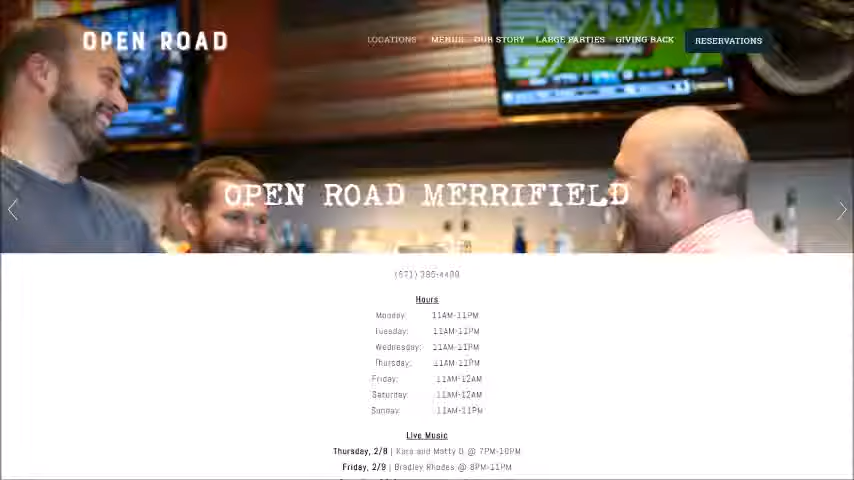 OPEN ROAD
LOCATIONS MENUS OUR STORY LARGE PARTIES GIVING BACK RESERVATIONS
OPEN ROAD MERRIFIELD
Hours
Monday: 11AM-11PM
Tuesday: 11AM-11PM
Wednesday: 11AM-11PM
Thursday: 11AM-11PM
Friday: 11AM-12AM
Saturday: 11AM-12AM
Sunday: 11AM-11PM
Live Music
Thursday, 2/8 | Kara and Matty D @ 7PM-10PM
Friday, 2/9 | Bradley Rhodes @ 8PM-11PM